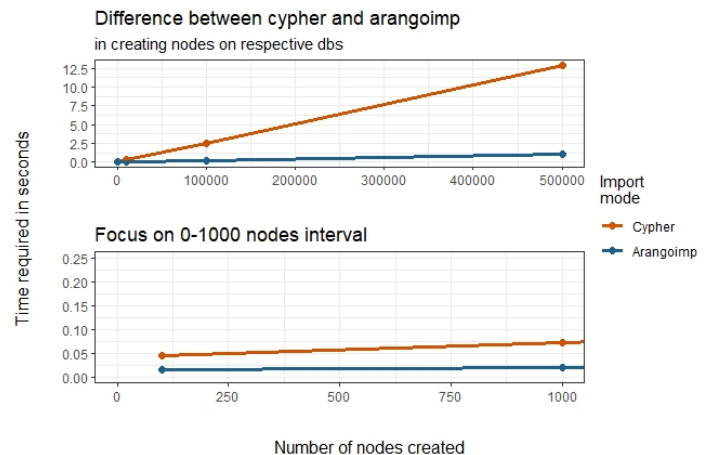 Difference between cypher and arangoimp
in creating nodes on respective dbs
12.5
10.0
7.5
5.0
2.5
0.0
0 100000 200000 300000 400000 500000
Time required in seconds
Import
mode
Cypher
Arangoimp
Focus on 0-1000 nodes interval
0.25
0.20
0.15
0.10
0.05
0.00
0 250 500 750 1000
Number of nodes created